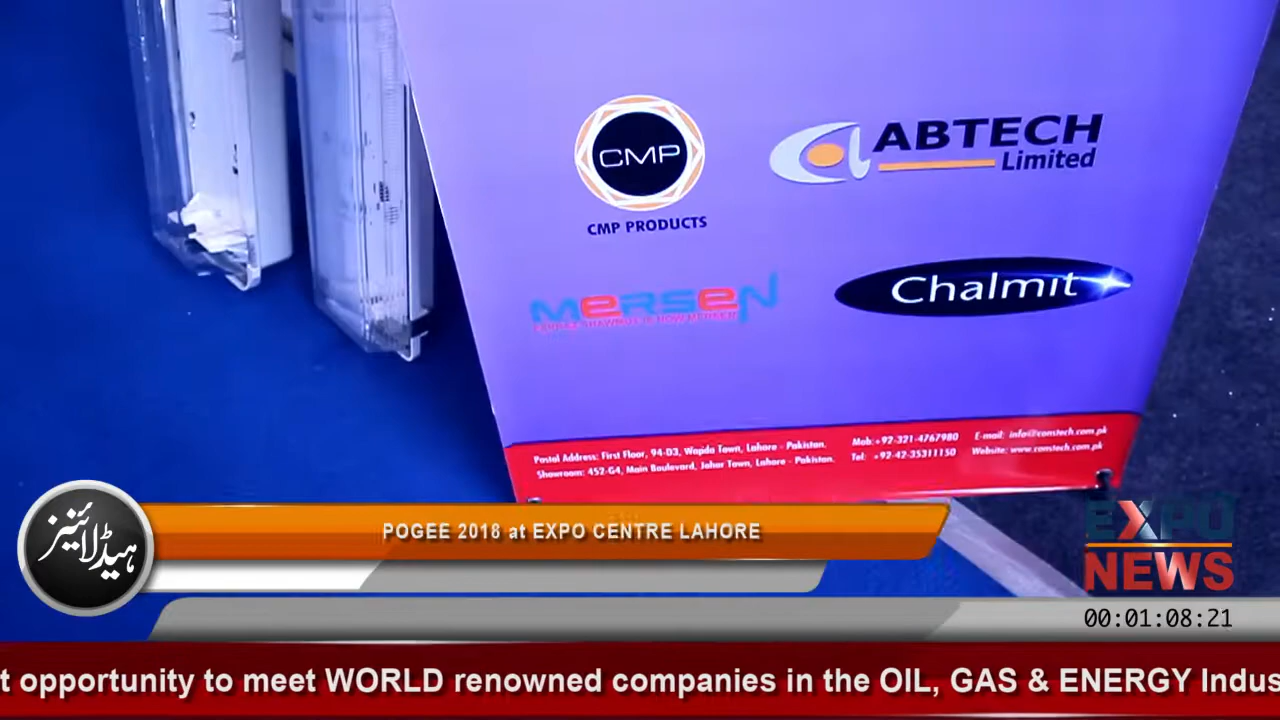 CMP
CMP PRODUCTS
ABTECH
Limited
MERSEN
Chalmit
Postal Address: First Floor, 94-D3, Wapda Town, Lahore - Pakistan.
Showroom: 452-G4, Main Boulevard, Johar Town, Lahore - Pakistan.
Mob: +92-321-4767980
Tel: +92-42-35311150
E-mail: info@constech.com.pk
Website: www.constech.com.pk
ہیڈلائنیز
POGEE 2018 at EXPO CENTRE LAHORE
EXPO
NEWS
00:01:08:21
t opportunity to meet WORLD renowned companies in the OIL, GAS & ENERGY Indus